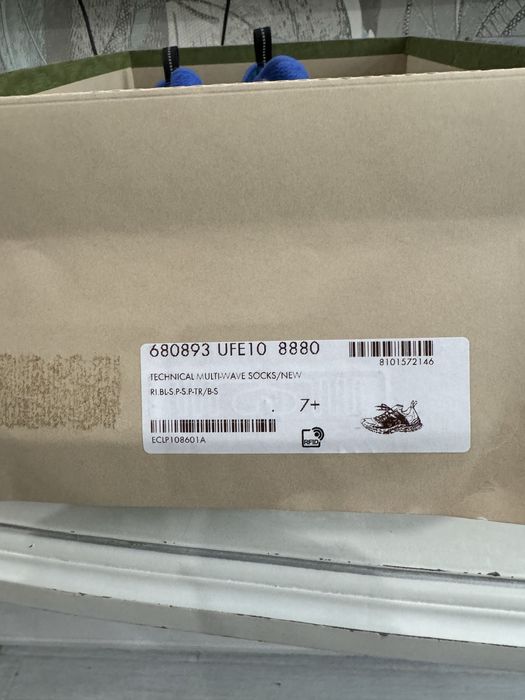 680893 UFE10 8880
8101572146
TECHNICAL MULTI-WAVE SOCKS/NEW
RI.BL-S.P-S.P-TR/B-S
. 7+
ECLP108601A
RFID